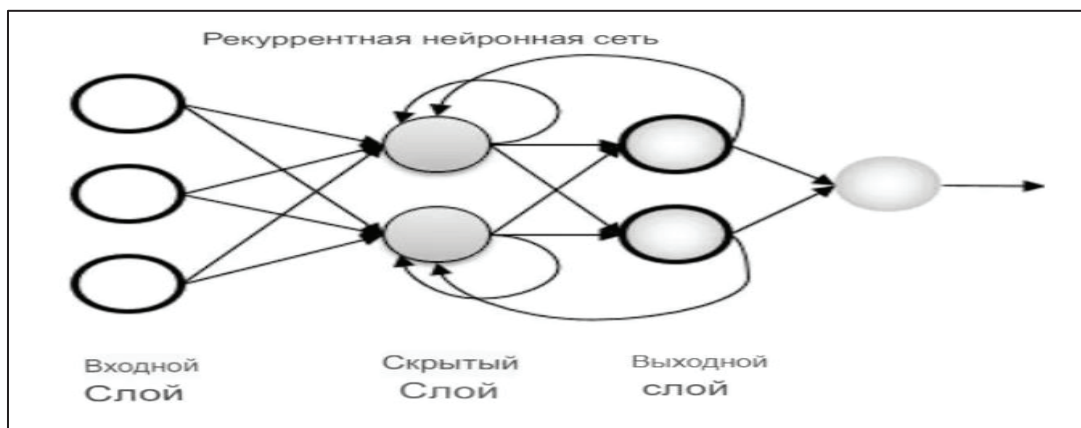 Рекуррентная нейронная сеть
Входной
Слой
Скрытый
Слой
Выходной
слой